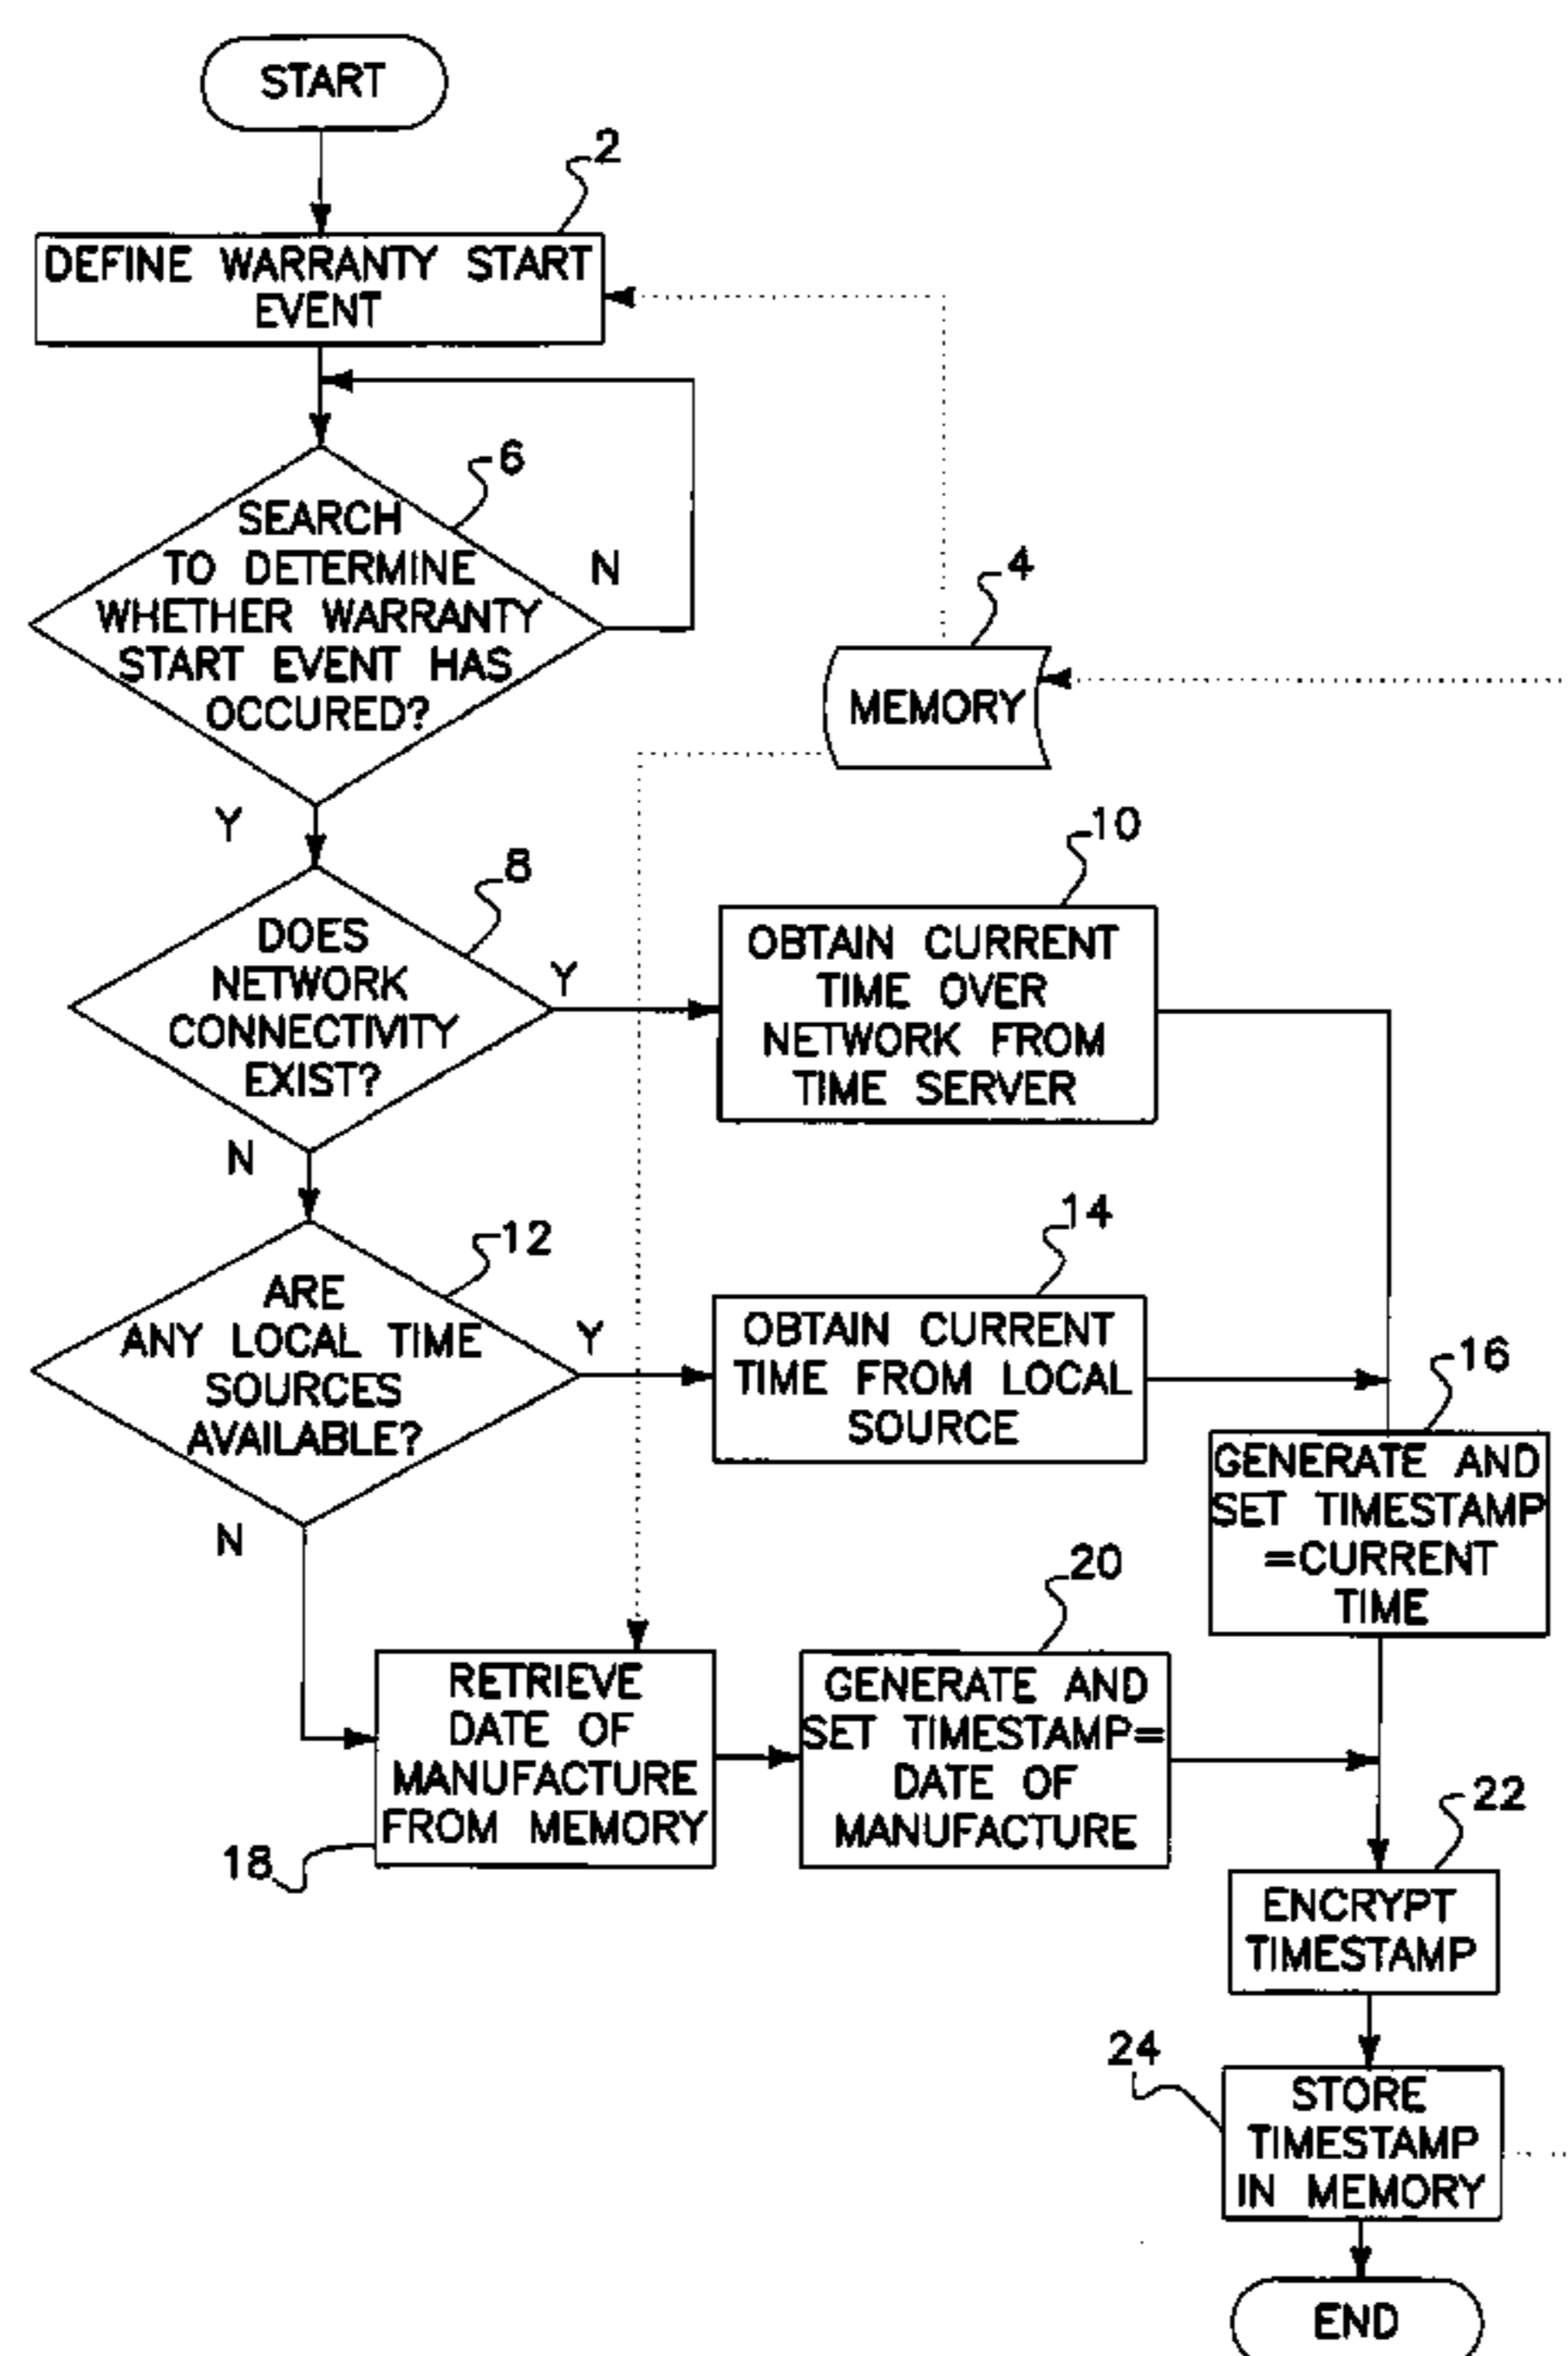 START
2
DEFINE WARRANTY START
EVENT
6
SEARCH
TO DETERMINE
WHETHER WARRANTY
START EVENT HAS
OCCURED?
N
4
MEMORY
Y
8
DOES
NETWORK
CONNECTIVITY
EXIST?
Y
10
OBTAIN CURRENT
TIME OVER
NETWORK FROM
TIME SERVER
N
12
ARE
ANY LOCAL TIME
SOURCES
AVAILABLE?
Y
14
OBTAIN CURRENT
TIME FROM LOCAL
SOURCE
16
GENERATE AND
SET TIMESTAMP
=CURRENT
TIME
N
18
RETRIEVE
DATE OF
MANUFACTURE
FROM MEMORY
20
GENERATE AND
SET TIMESTAMP=
DATE OF
MANUFACTURE
22
ENCRYPT
TIMESTAMP
24
STORE
TIMESTAMP
IN MEMORY
END